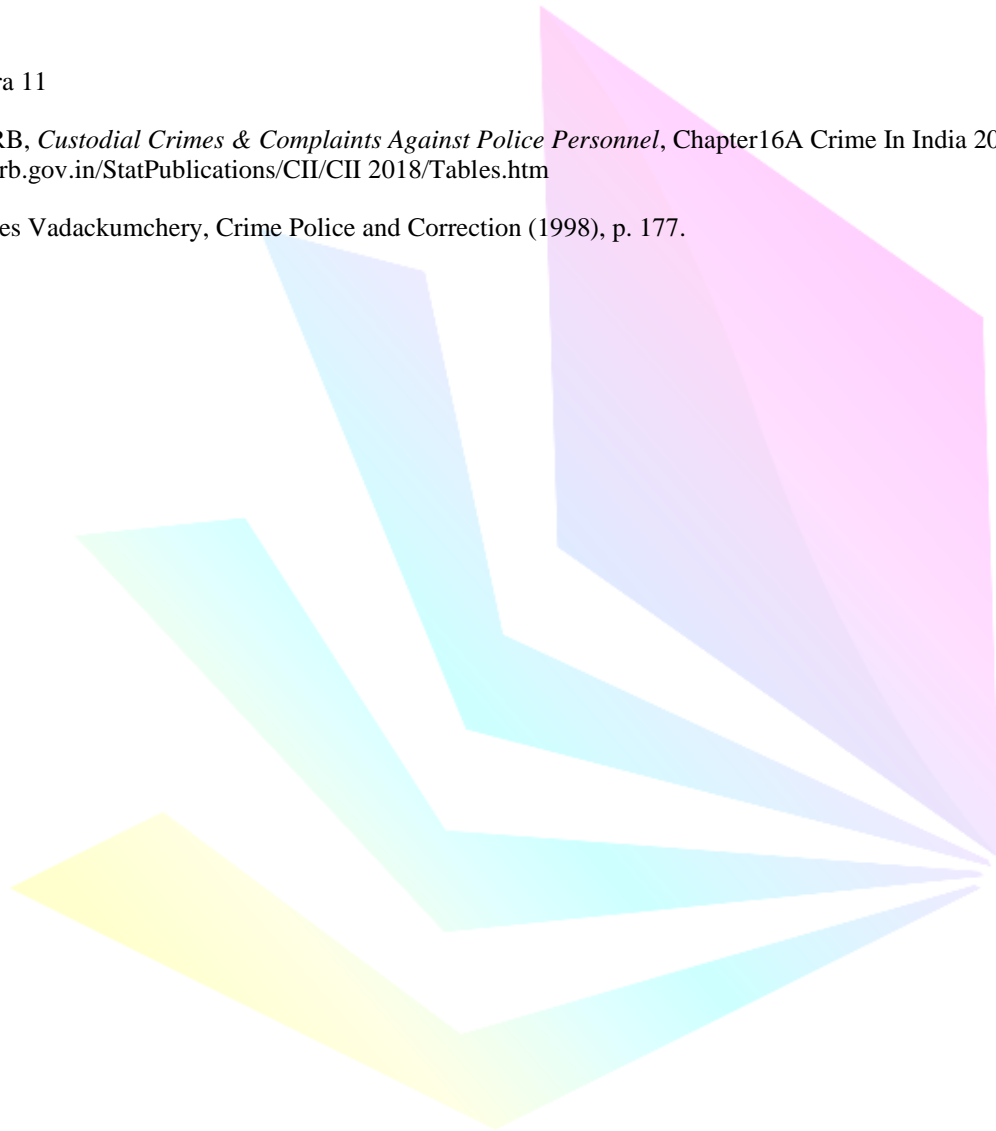 ra 11
RB, Custodial Crimes & Complaints Against Police Personnel, Chapter16A Crime In India 20
rb.gov.in/StatPublications/CII/CII 2018/Tables.htm
es Vadackumchery, Crime Police and Correction (1998), p. 177.